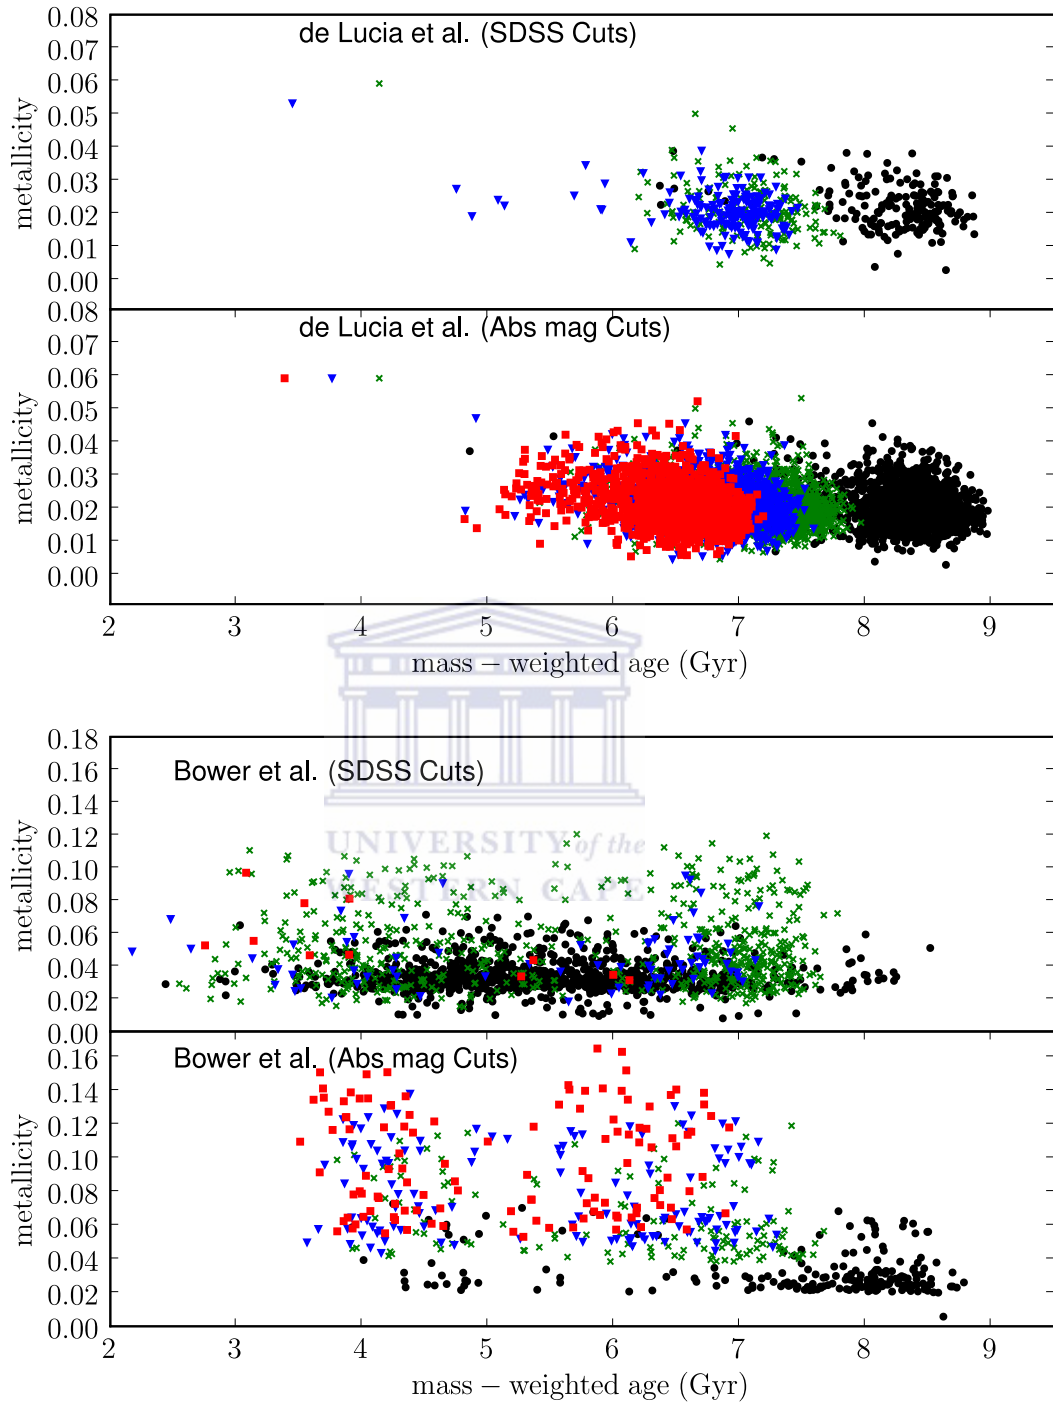 0.08
de Lucia et al. (SDSS Cuts)
0.07
0.06
0.05
0.04
0.03
0.02
0.01
0.00
metallicity
0.08
de Lucia et al. (Abs mag Cuts)
0.07
0.06
0.05
0.04
0.03
0.02
0.01
0.00
metallicity
2 3 4 5 6 7 8 9
mass − weighted age (Gyr)
0.18
Bower et al. (SDSS Cuts)
0.16
0.14
0.12
0.10
0.08
0.06
0.04
0.02
0.00
metallicity
UNIVERSITY of the
WESTERN CAPE
Bower et al. (Abs mag Cuts)
0.16
0.14
0.12
0.10
0.08
0.06
0.04
0.02
0.00
metallicity
2 3 4 5 6 7 8 9
mass − weighted age (Gyr)